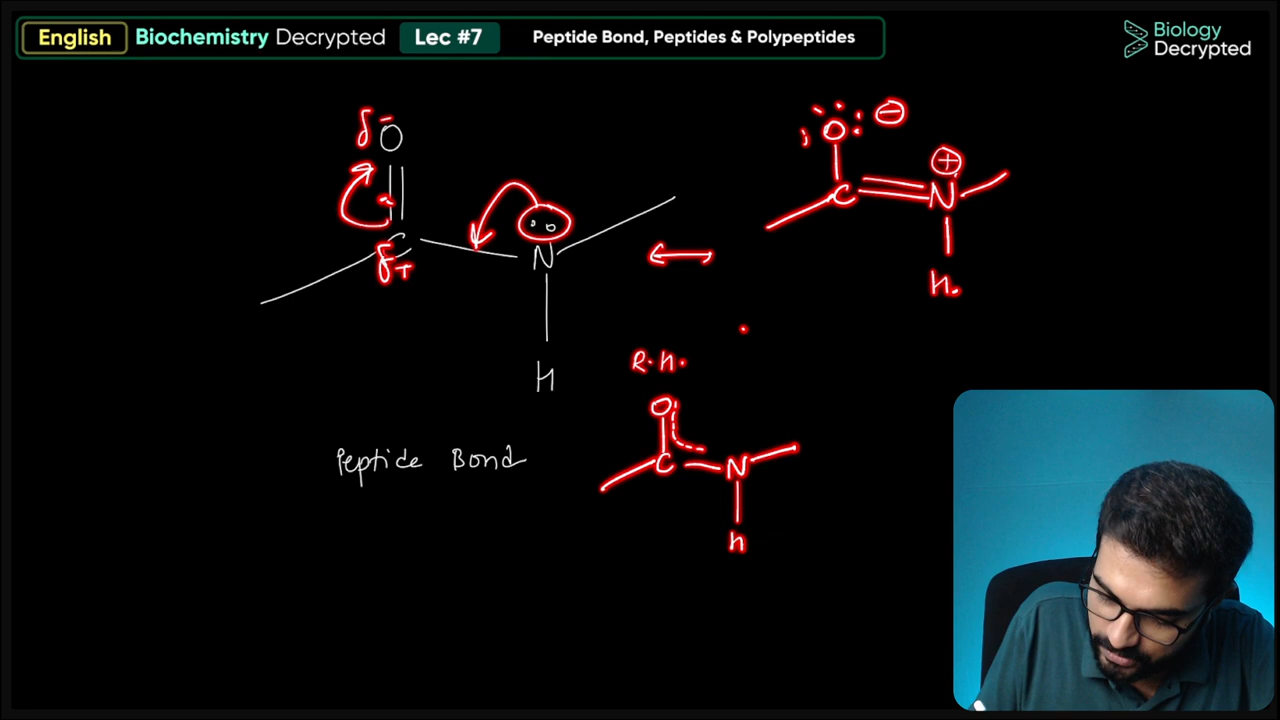 English Biochemistry Decrypted Lec #7 Peptide Bond, Peptides & Polypeptides
Biology
Decrypted
δ- O
O ⊖
C N ⊕
C δ+ N
H.
H
R.H.
O
C N
H
Peptide Bond